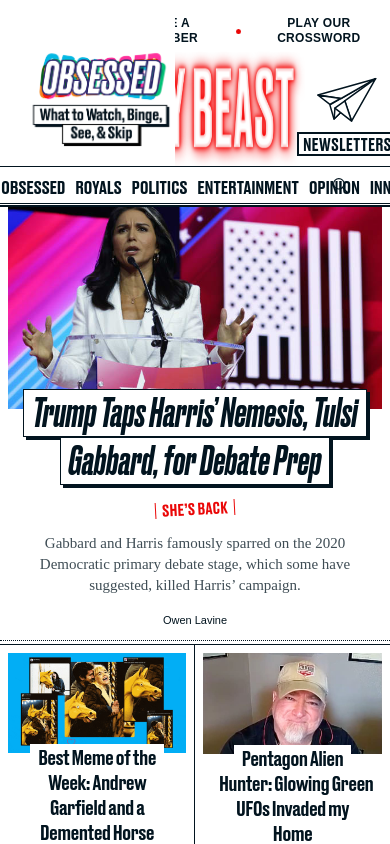 E A
BER
PLAY OUR
CROSSWORD
OBSESSED
What to Watch, Binge,
See, & Skip
Y BEAST
NEWSLETTERS
OBSESSED ROYALS POLITICS ENTERTAINMENT OPINION INN
Trump Taps Harris’ Nemesis, Tulsi
Gabbard, for Debate Prep
SHE’S BACK
Gabbard and Harris famously sparred on the 2020
Democratic primary debate stage, which some have
suggested, killed Harris’ campaign.
Owen Lavine
Best Meme of the
Week: Andrew
Garfield and a
Demented Horse
Pentagon Alien
Hunter: Glowing Green
UFOs Invaded my
Home